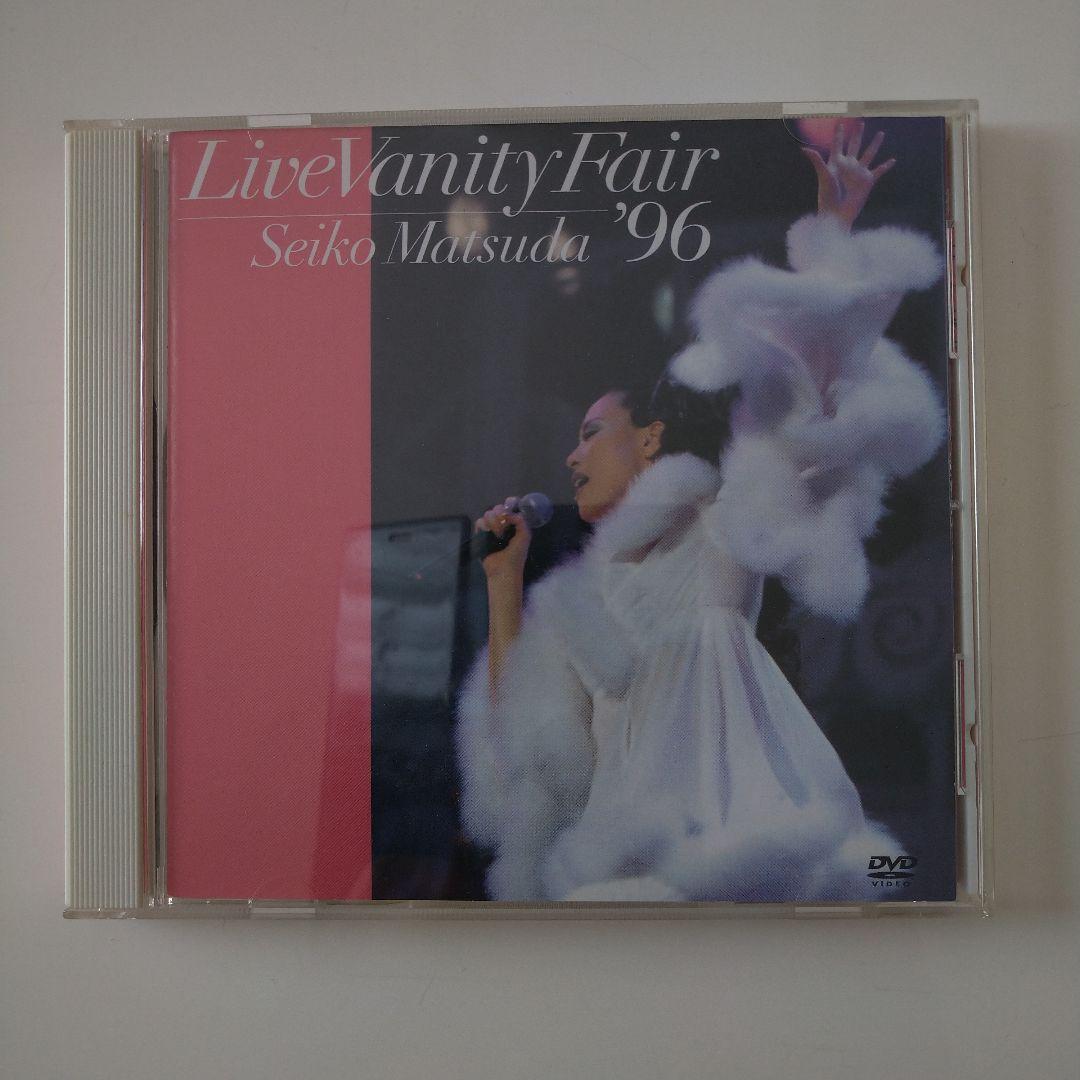 Live Vanity Fair
Seiko Matsuda '96
DVD
VIDEO